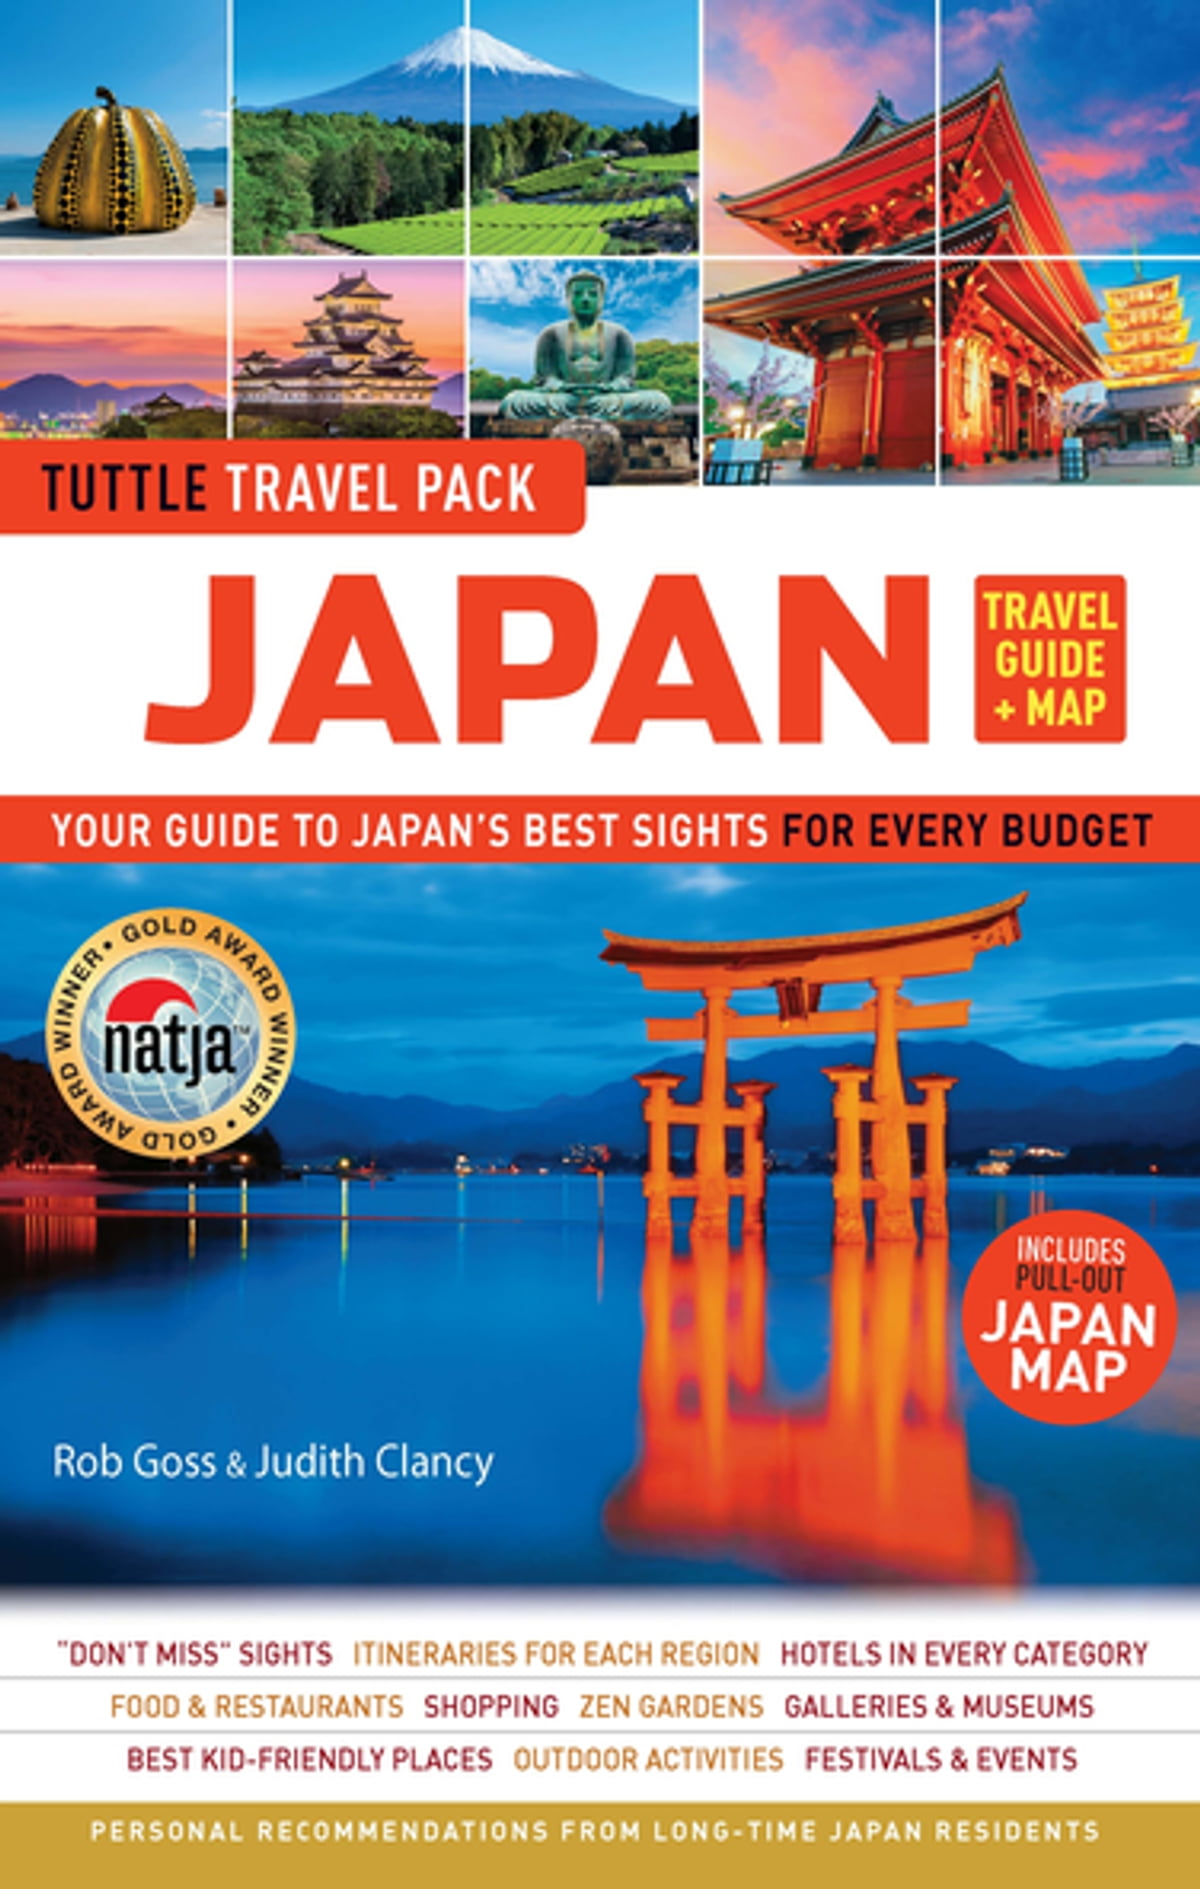 TUTTLE TRAVEL PACK
JAPAN
TRAVEL
GUIDE
+ MAP
YOUR GUIDE TO JAPAN'S BEST SIGHTS FOR EVERY BUDGET
GOLD AWARD WINNER • GOLD AWARD WINNER •
natja™
INCLUDES
PULL-OUT
JAPAN
MAP
Rob Goss & Judith Clancy
"DON'T MISS" SIGHTS ITINERARIES FOR EACH REGION HOTELS IN EVERY CATEGORY
FOOD & RESTAURANTS SHOPPING ZEN GARDENS GALLERIES & MUSEUMS
BEST KID-FRIENDLY PLACES OUTDOOR ACTIVITIES FESTIVALS & EVENTS
PERSONAL RECOMMENDATIONS FROM LONG-TIME JAPAN RESIDENTS